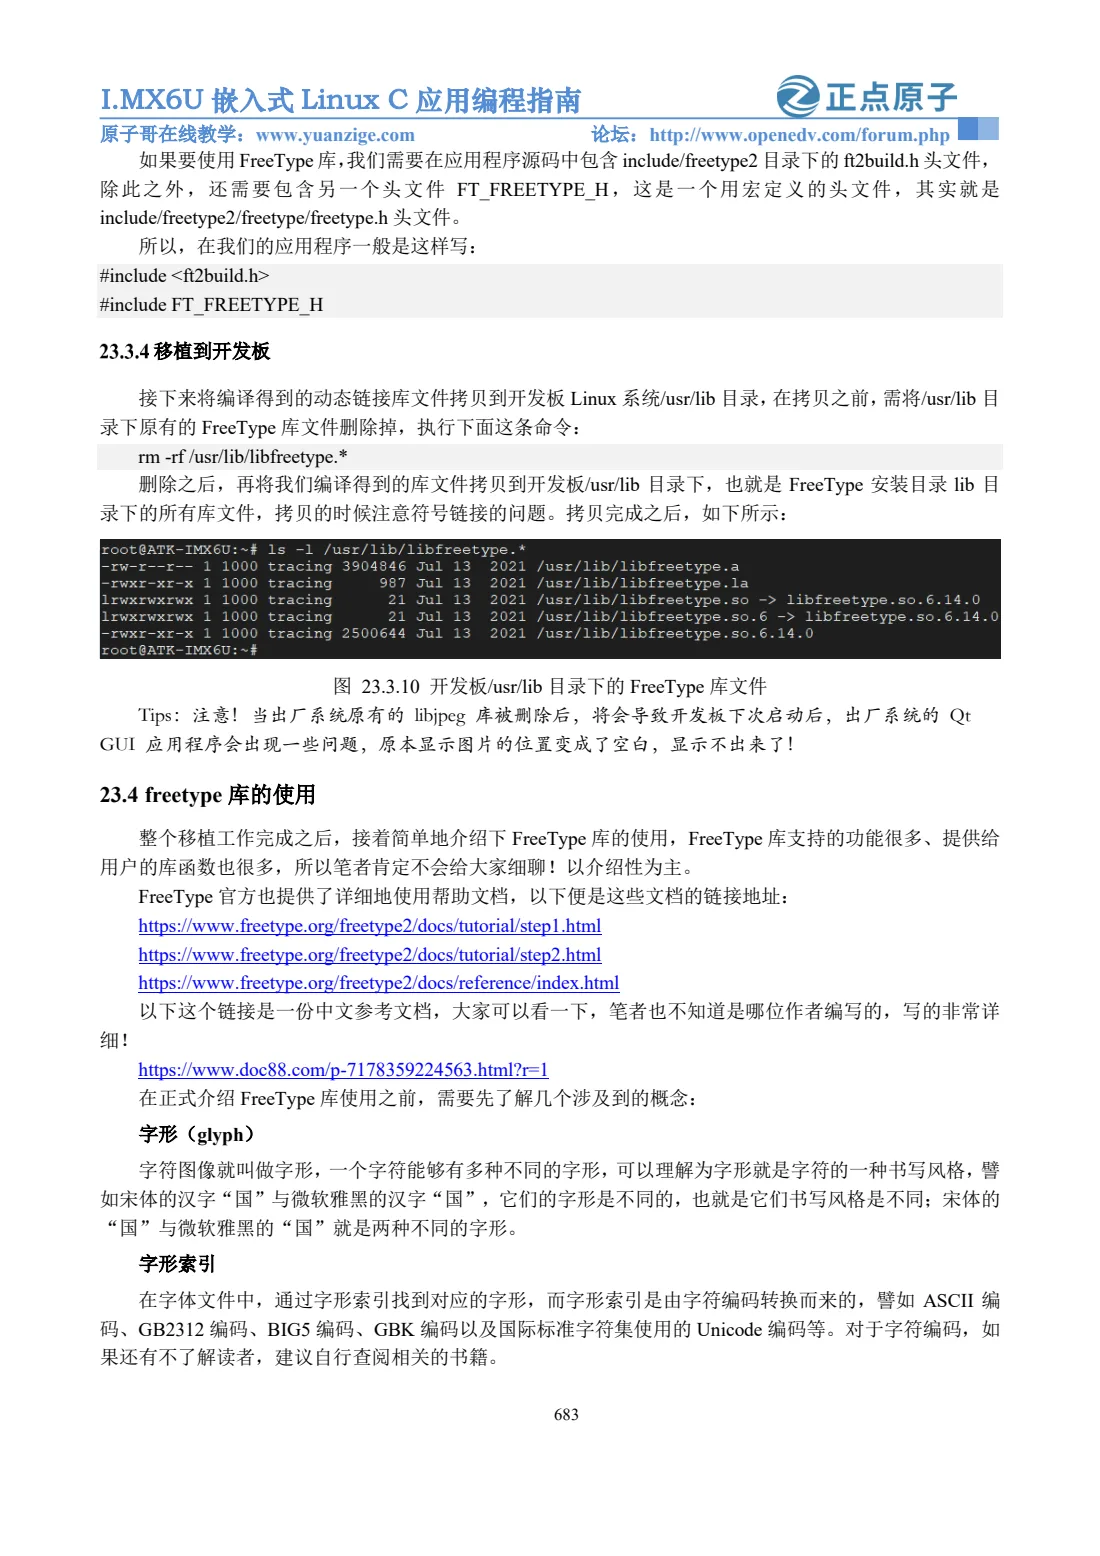 I.MX6U 嵌入式 Linux C 应用编程指南
正点原子
原子哥在线教学：www.yuanzige.com 论坛：http://www.openedv.com/forum.php
如果要使用 FreeType 库，我们需要在应用程序源码中包含 include/freetype2 目录下的 ft2build.h 头文件，
除此之外，还需要包含另一个头文件 FT_FREETYPE_H，这是一个用宏定义的头文件，其实就是
include/freetype2/freetype/freetype.h 头文件。
所以，在我们的应用程序一般是这样写：
#include <ft2build.h>
#include FT_FREETYPE_H
23.3.4 移植到开发板
接下来将编译得到的动态链接库文件拷贝到开发板 Linux 系统/usr/lib 目录，在拷贝之前，需将/usr/lib 目
录下原有的 FreeType 库文件删除掉，执行下面这条命令：
rm -rf /usr/lib/libfreetype.*
删除之后，再将我们编译得到的库文件拷贝到开发板/usr/lib 目录下，也就是 FreeType 安装目录 lib 目
录下的所有库文件，拷贝的时候注意符号链接的问题。拷贝完成之后，如下所示：
root@ATK-IMX6U:~# ls -l /usr/lib/libfreetype.*
-rw-r--r-- 1 1000 tracing 3904846 Jul 13 2021 /usr/lib/libfreetype.a
-rwxr-xr-x 1 1000 tracing 987 Jul 13 2021 /usr/lib/libfreetype.la
lrwxrwxrwx 1 1000 tracing 21 Jul 13 2021 /usr/lib/libfreetype.so -> libfreetype.so.6.14.0
lrwxrwxrwx 1 1000 tracing 21 Jul 13 2021 /usr/lib/libfreetype.so.6 -> libfreetype.so.6.14.0
-rwxr-xr-x 1 1000 tracing 2500644 Jul 13 2021 /usr/lib/libfreetype.so.6.14.0
root@ATK-IMX6U:~#
图 23.3.10 开发板/usr/lib 目录下的 FreeType 库文件
Tips：注意！当出厂系统原有的 libjpeg 库被删除后，将会导致开发板下次启动后，出厂系统的 Qt
GUI 应用程序会出现一些问题，原本显示图片的位置变成了空白，显示不出来了！
23.4 freetype 库的使用
整个移植工作完成之后，接着简单地介绍下 FreeType 库的使用，FreeType 库支持的功能很多、提供给
用户的库函数也很多，所以笔者肯定不会给大家细聊！以介绍性为主。
FreeType 官方也提供了详细地使用帮助文档，以下便是这些文档的链接地址：
https://www.freetype.org/freetype2/docs/tutorial/step1.html
https://www.freetype.org/freetype2/docs/tutorial/step2.html
https://www.freetype.org/freetype2/docs/reference/index.html
以下这个链接是一份中文参考文档，大家可以看一下，笔者也不知道是哪位作者编写的，写的非常详
细！
https://www.doc88.com/p-7178359224563.html?r=1
在正式介绍 FreeType 库使用之前，需要先了解几个涉及到的概念：
字形（glyph）
字符图像就叫做字形，一个字符能够有多种不同的字形，可以理解为字形就是字符的一种书写风格，譬
如宋体的汉字“国”与微软雅黑的汉字“国”，它们的字形是不同的，也就是它们书写风格是不同；宋体的
“国”与微软雅黑的“国”就是两种不同的字形。
字形索引
在字体文件中，通过字形索引找到对应的字形，而字形索引是由字符编码转换而来的，譬如 ASCII 编
码、GB2312 编码、BIG5 编码、GBK 编码以及国际标准字符集使用的 Unicode 编码等。对于字符编码，如
果还有不了解读者，建议自行查阅相关的书籍。
683